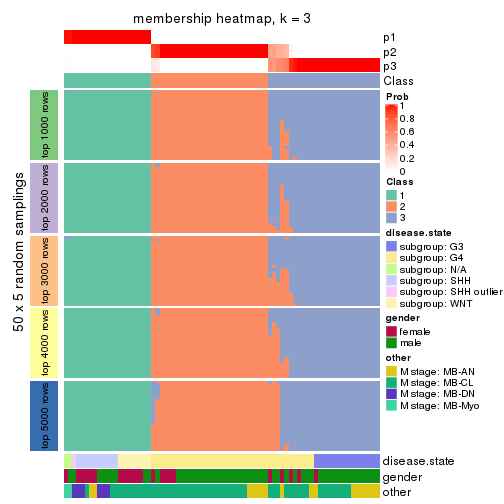 membership heatmap, k = 3
p1
p2
p3
Class
Prob
1
0.8
0.6
0.4
0.2
0
Class
1
2
3
disease.state
subgroup: G3
subgroup: G4
subgroup: N/A
subgroup: SHH
subgroup: SHH outlier
subgroup: WNT
gender
female
male
other
M stage: MB-AN
M stage: MB-CL
M stage: MB-DN
M stage: MB-Myo
50 x 5 random samplings
top 1000 rows
top 2000 rows
top 3000 rows
top 4000 rows
top 5000 rows
disease.state
gender
other